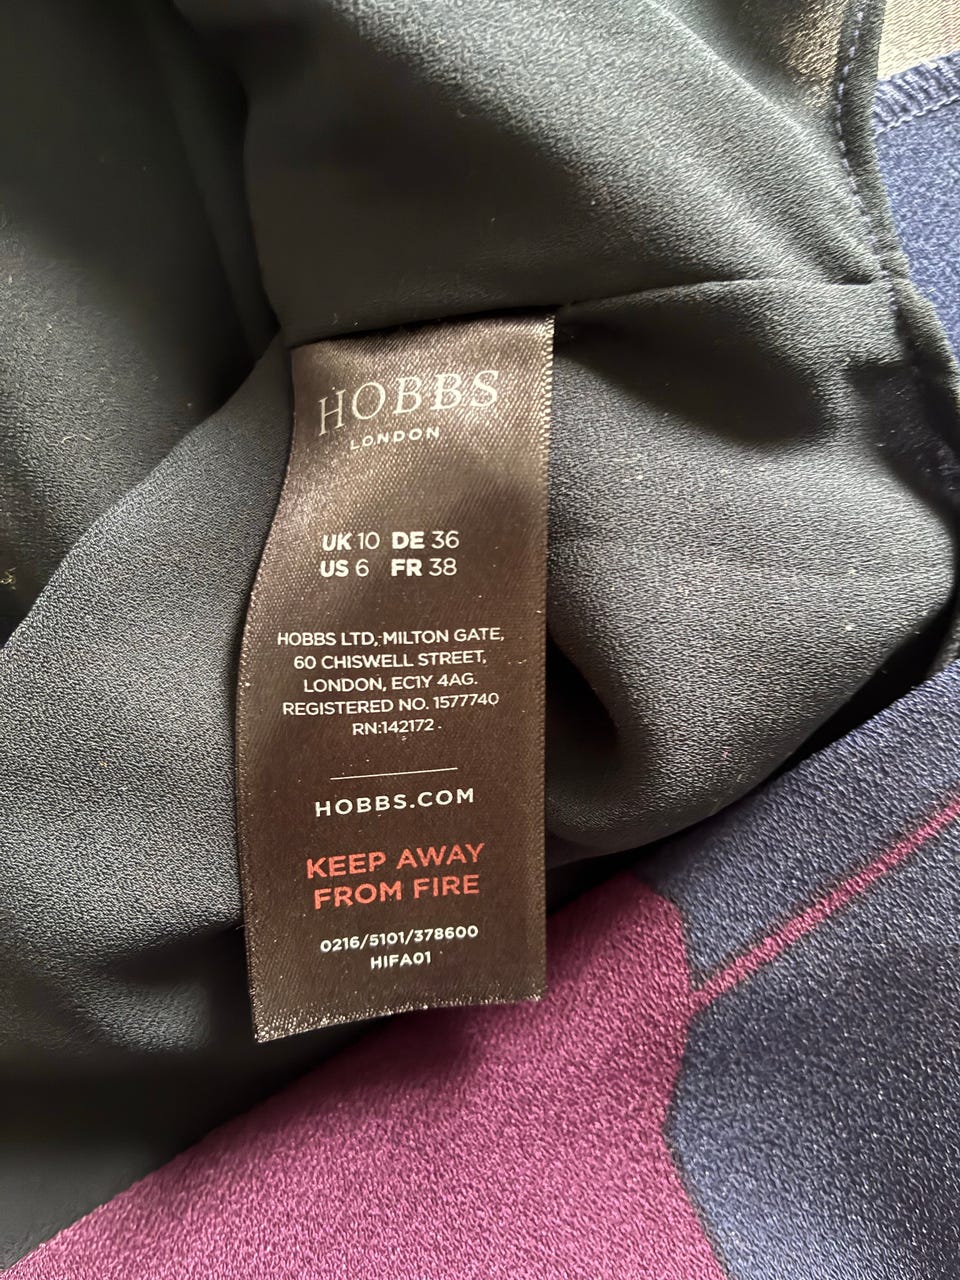 HOBBS
LONDON
UK 10 DE 36
US 6 FR 38
HOBBS LTD, MILTON GATE,
60 CHISWELL STREET,
LONDON, EC1Y 4AG.
REGISTERED NO. 1577740
RN:142172.
HOBBS.COM
KEEP AWAY
FROM FIRE
0216/5101/378600
HIFA01